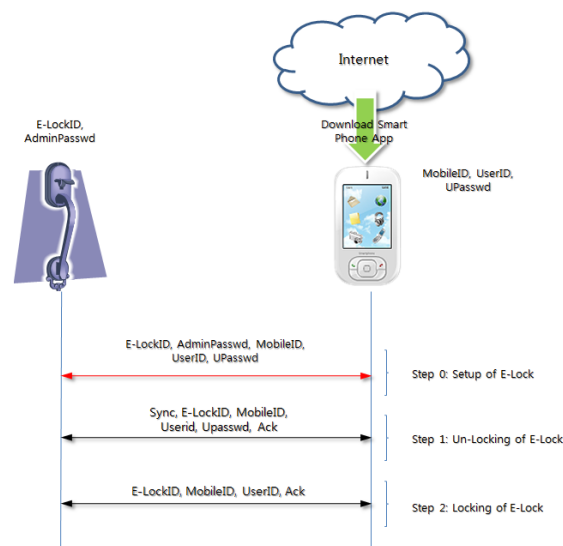 Internet
Download Smart
Phone App
E-LockID,
AdminPasswd
MobileID, UserID,
UPasswd
E-LockID, AdminPasswd, MobileID,
UserID, UPasswd
Step 0: Setup of E-Lock
Sync, E-LockID, MobileID,
Userid, Upasswd, Ack
Step 1: Un-Locking of E-Lock
E-LockID, MobileID, UserID, Ack
Step 2: Locking of E-Lock